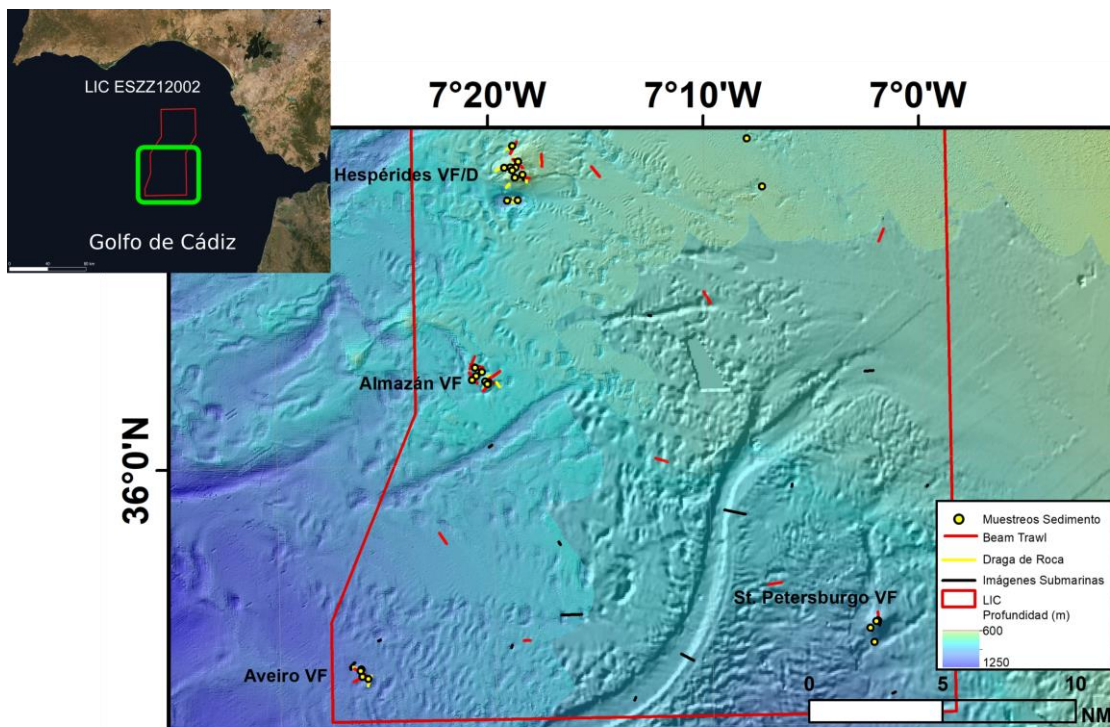 LIC ESZZ12002
Golfo de Cádiz
7°20'W
7°10'W
7°0'W
36°0'N
Hespérides VF/D
Almazán VF
St. Petersburgo VF
Aveiro VF
Muestreos Sedimento
Beam Trawl
Draga de Roca
Imágenes Submarinas
LIC
Profundidad (m)
600
1250
0
5
10
NM